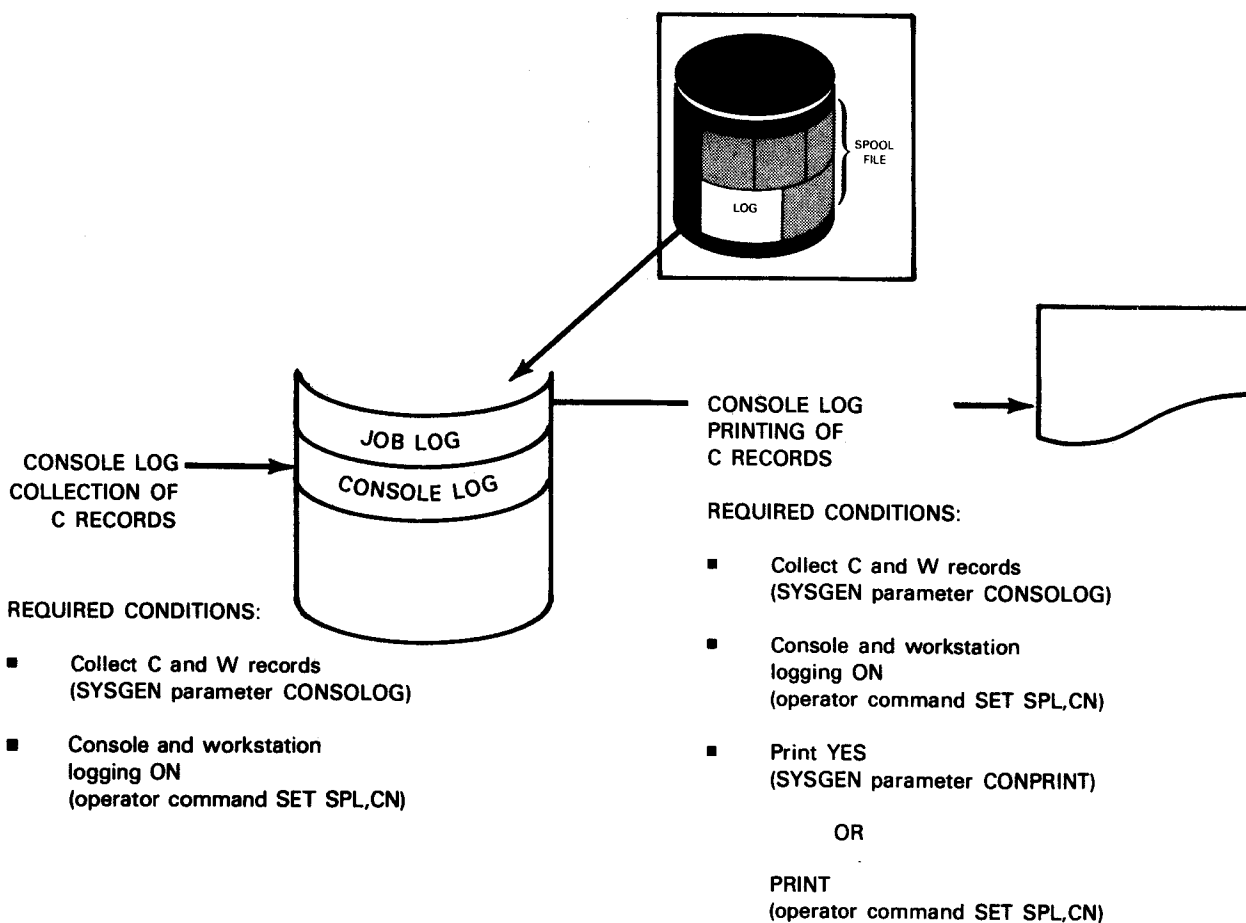 SPOOL
FILE
LOG
JOB LOG
CONSOLE LOG
CONSOLE LOG
COLLECTION OF
C RECORDS
REQUIRED CONDITIONS:
■ Collect C and W records
(SYSGEN parameter CONSOLOG)
■ Console and workstation
logging ON
(operator command SET SPL,CN)
CONSOLE LOG
PRINTING OF
C RECORDS
REQUIRED CONDITIONS:
■ Collect C and W records
(SYSGEN parameter CONSOLOG)
■ Console and workstation
logging ON
(operator command SET SPL,CN)
■ Print YES
(SYSGEN parameter CONPRINT)
OR
PRINT
(operator command SET SPL,CN)